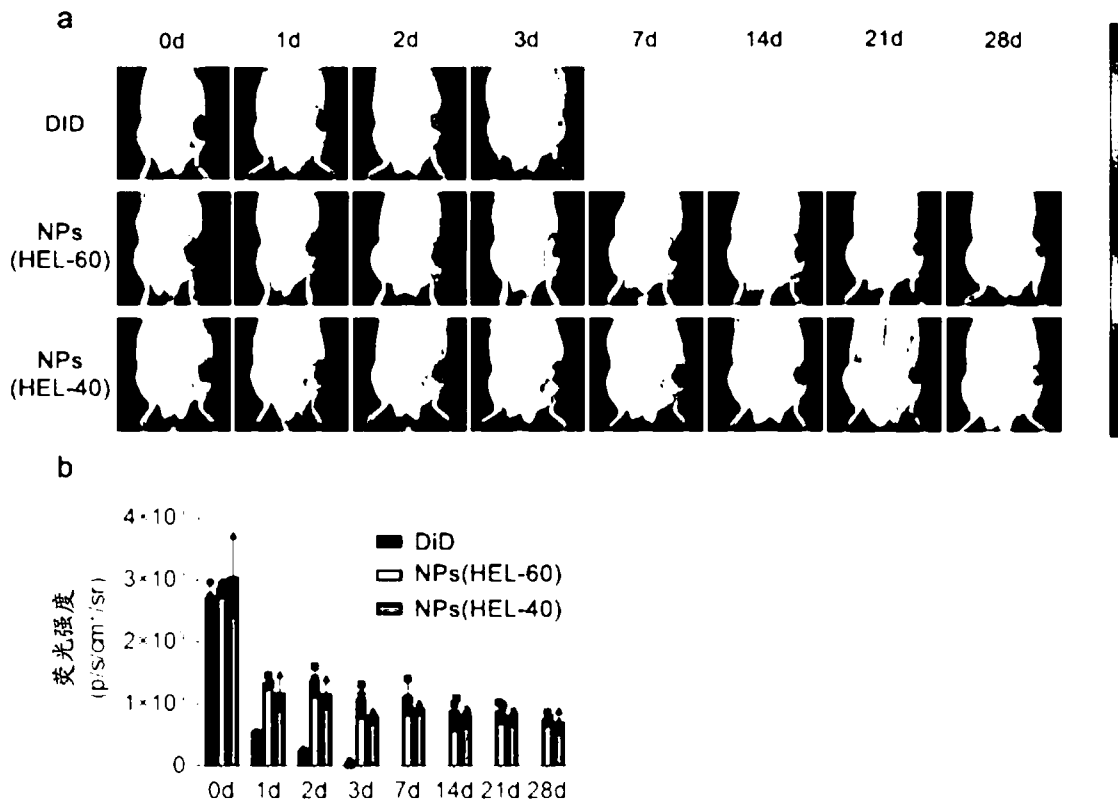 a
0d 1d 2d 3d 7d 14d 21d 28d
DID
NPs
(HEL-60)
NPs
(HEL-40)
b
荧光强度
DiD
NPs(HEL-60)
NPs(HEL-40)
0
0d 1d 2d 3d 7d 14d 21d 28d